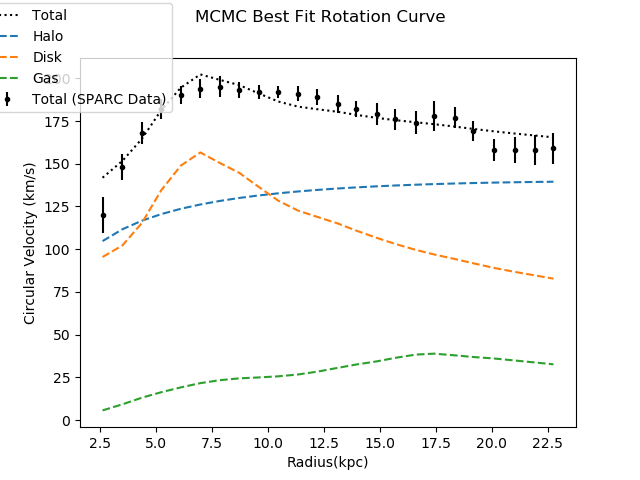 MCMC Best Fit Rotation Curve
Total
Halo
Disk
Gas
Total (SPARC Data)
200
175
150
125
100
75
50
25
0
Circular Velocity (km/s)
2.5 5.0 7.5 10.0 12.5 15.0 17.5 20.0 22.5
Radius(kpc)